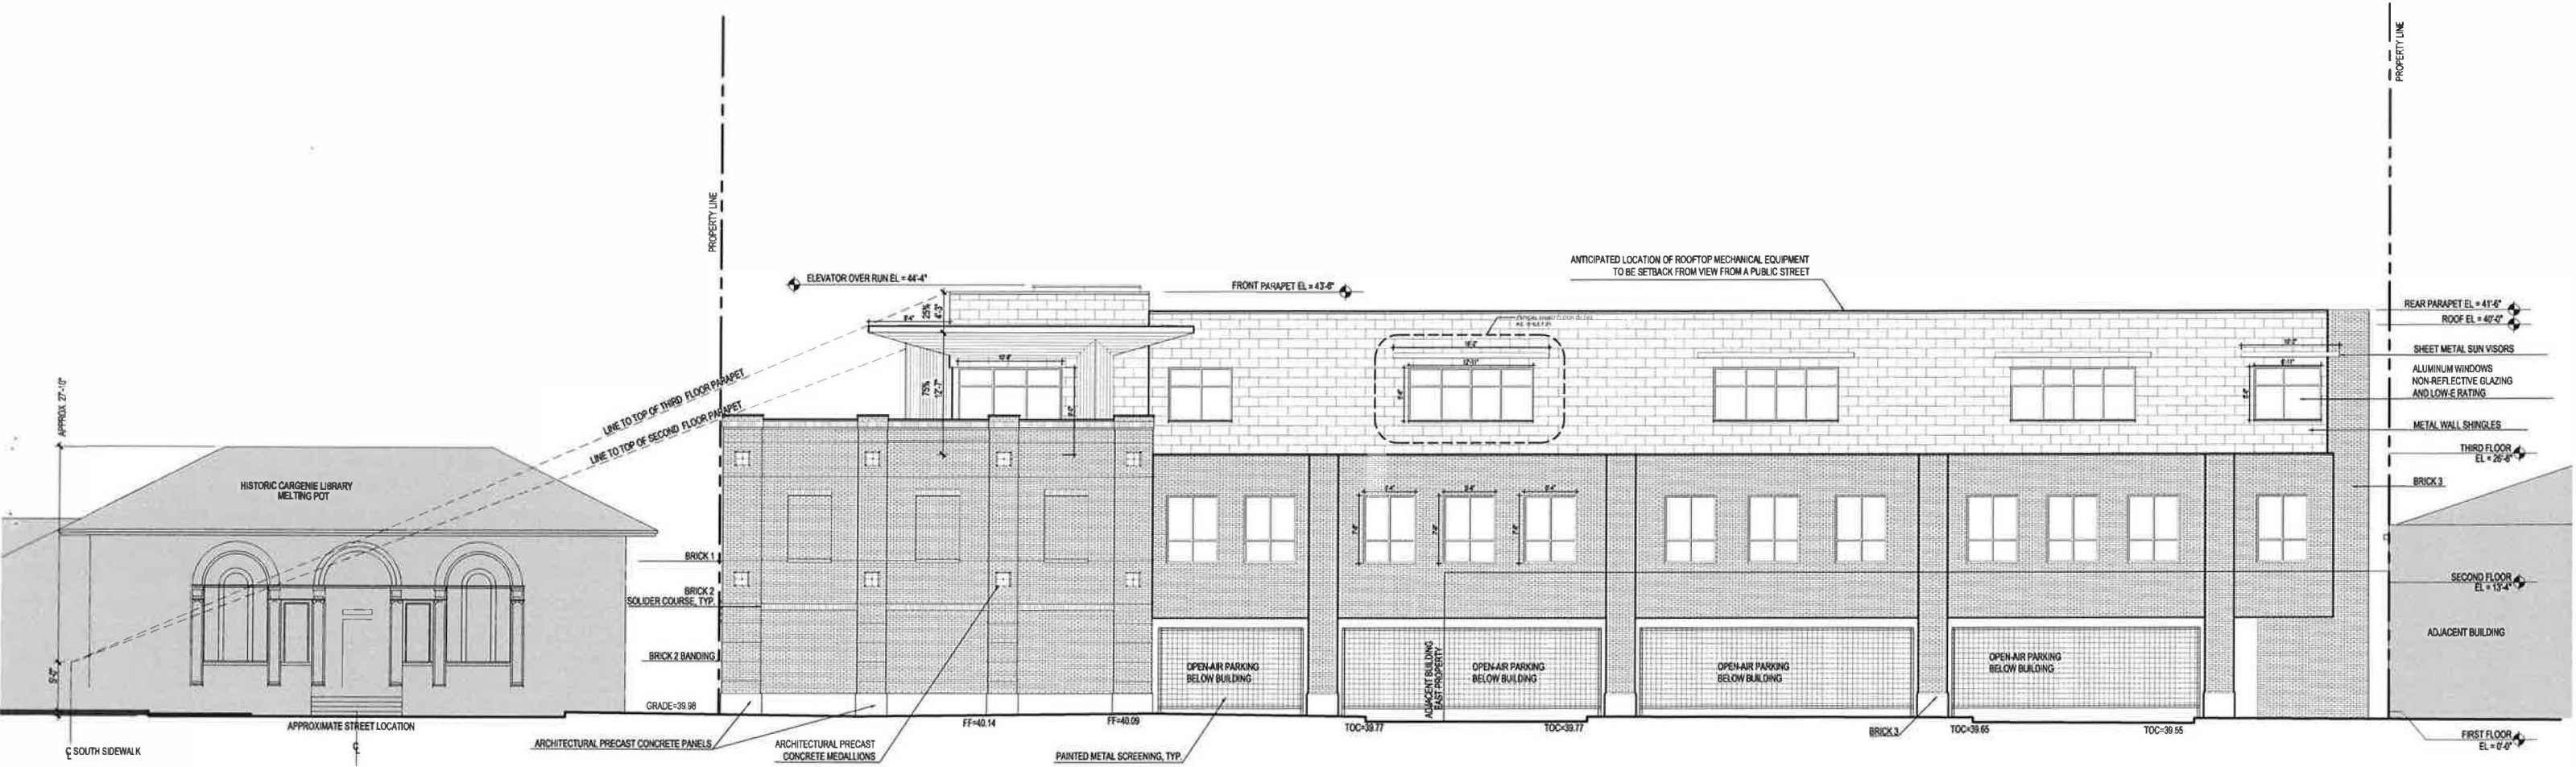 PROPERTY LINE
PROPERTY LINE
ELEVATOR OVER RUN EL = 44'-4"
FRONT PARAPET EL = 43'-6"
ANTICIPATED LOCATION OF ROOFTOP MECHANICAL EQUIPMENT
TO BE SETBACK FROM VIEW FROM A PUBLIC STREET
REAR PARAPET EL = 41'-6"
ROOF EL = 40'-0"
SHEET METAL SUN VISORS
ALUMINUM WINDOWS
NON-REFLECTIVE GLAZING
AND LOW-E RATING
METAL WALL SHINGLES
THIRD FLOOR
EL = 26'-8"
BRICK 3
SECOND FLOOR
EL = 13'-4"
ADJACENT BUILDING
FIRST FLOOR
EL = 0'-0"
25%
4'-3"
75%
12'-7"
12'-11"
LINE TO TOP OF THIRD FLOOR PARAPET
LINE TO TOP OF SECOND FLOOR PARAPET
APPROX 27'-10"
HISTORIC CARGENIE LIBRARY
MELTING POT
BRICK 1
BRICK 2
SOLIDER COURSE, TYP.
BRICK 2 BANDING
GRADE=39.98
APPROXIMATE STREET LOCATION
SOUTH SIDEWALK
ARCHITECTURAL PRECAST CONCRETE PANELS
ARCHITECTURAL PRECAST
CONCRETE MEDALLIONS
FF=40.14
FF=40.09
PAINTED METAL SCREENING, TYP.
OPEN-AIR PARKING
BELOW BUILDING
ADJACENT BUILDING
EAST PROPERTY
OPEN-AIR PARKING
BELOW BUILDING
OPEN-AIR PARKING
BELOW BUILDING
OPEN-AIR PARKING
BELOW BUILDING
TOC=39.77
TOC=39.77
BRICK 3
TOC=39.65
TOC=39.55